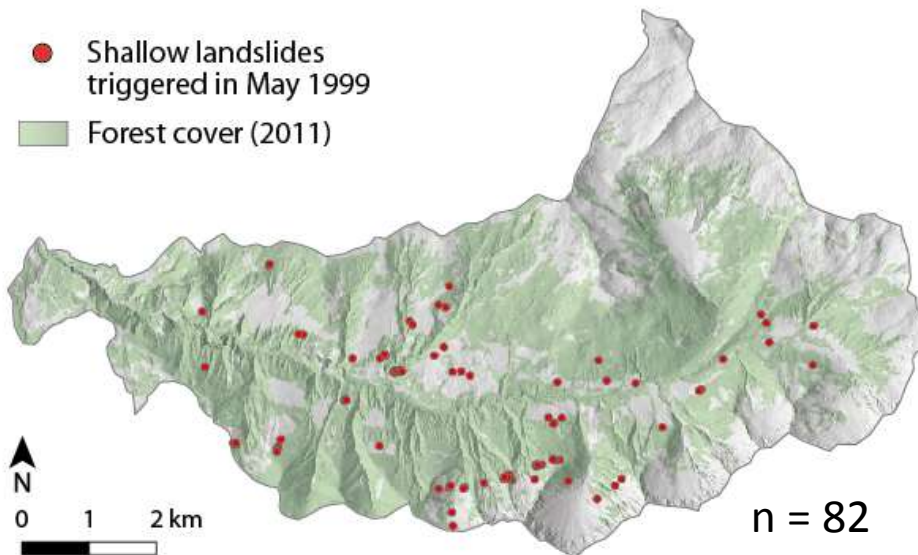 Shallow landslides
triggered in May 1999
Forest cover (2011)
N
0 1 2 km
n = 82